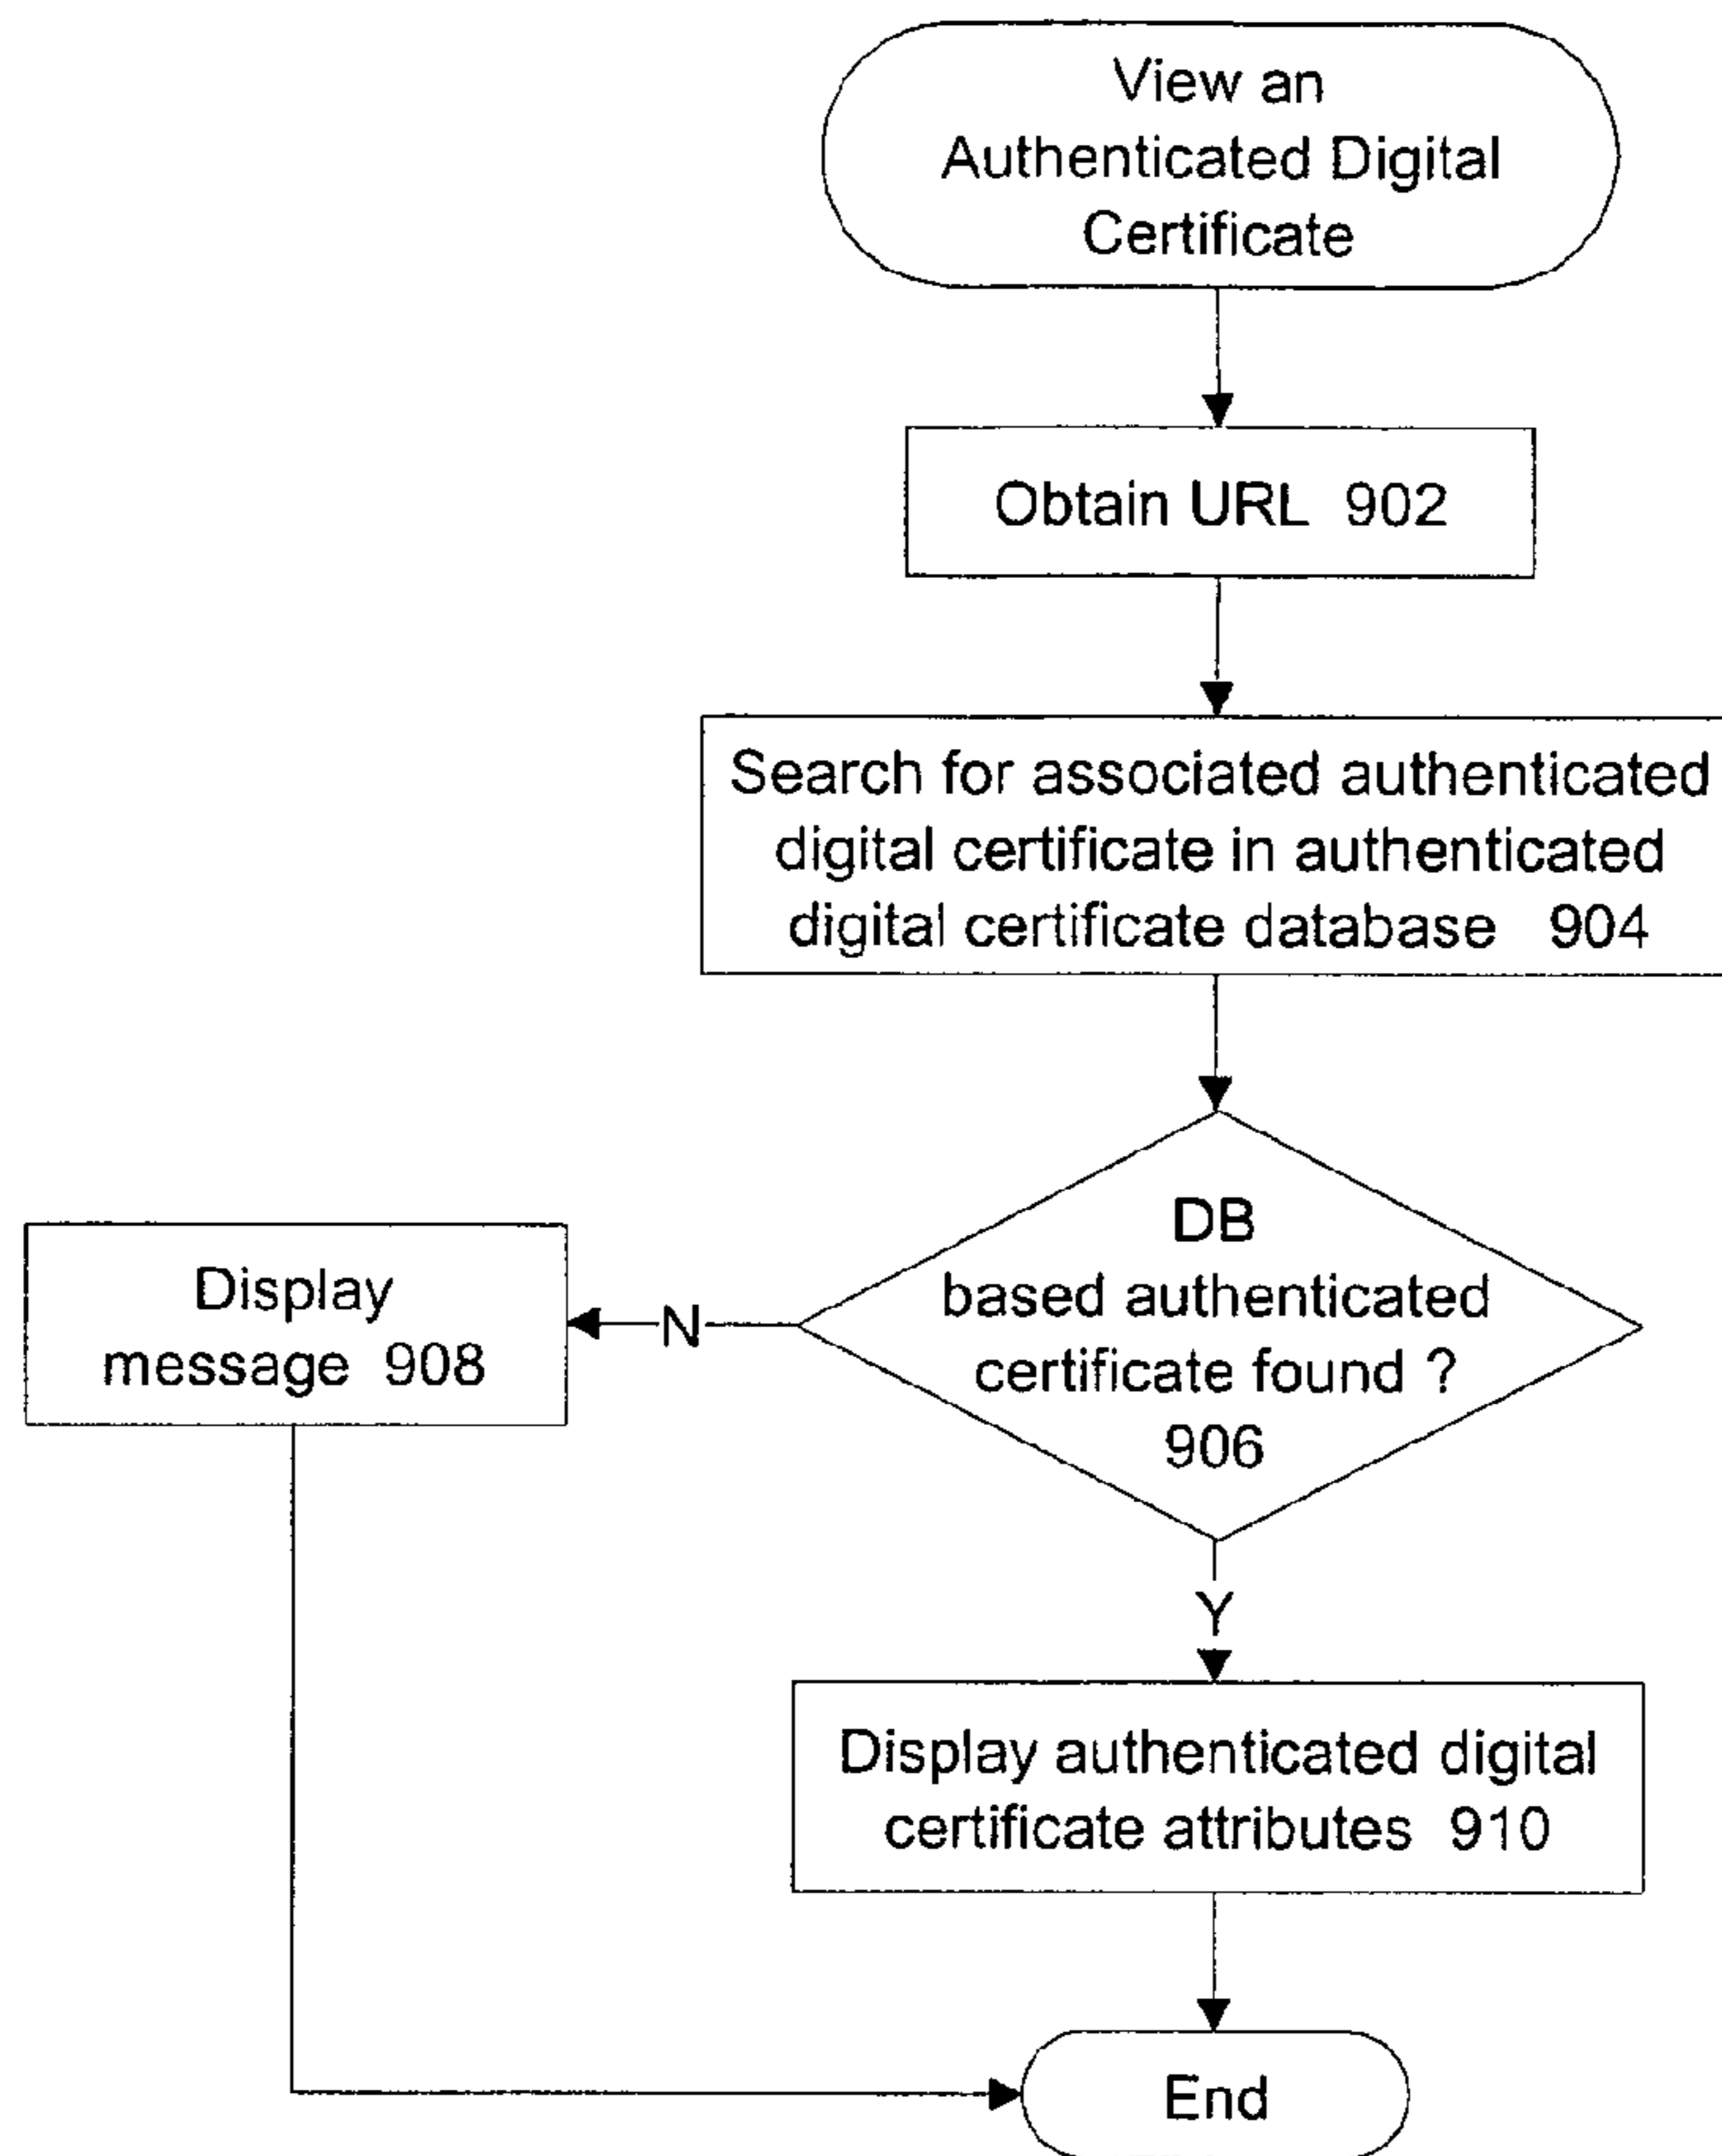 View an
Authenticated Digital
Certificate
Obtain URL 902
Search for associated authenticated
digital certificate in authenticated
digital certificate database 904
DB
based authenticated
certificate found ?
906
N
Display
message 908
Y
Display authenticated digital
certificate attributes 910
End